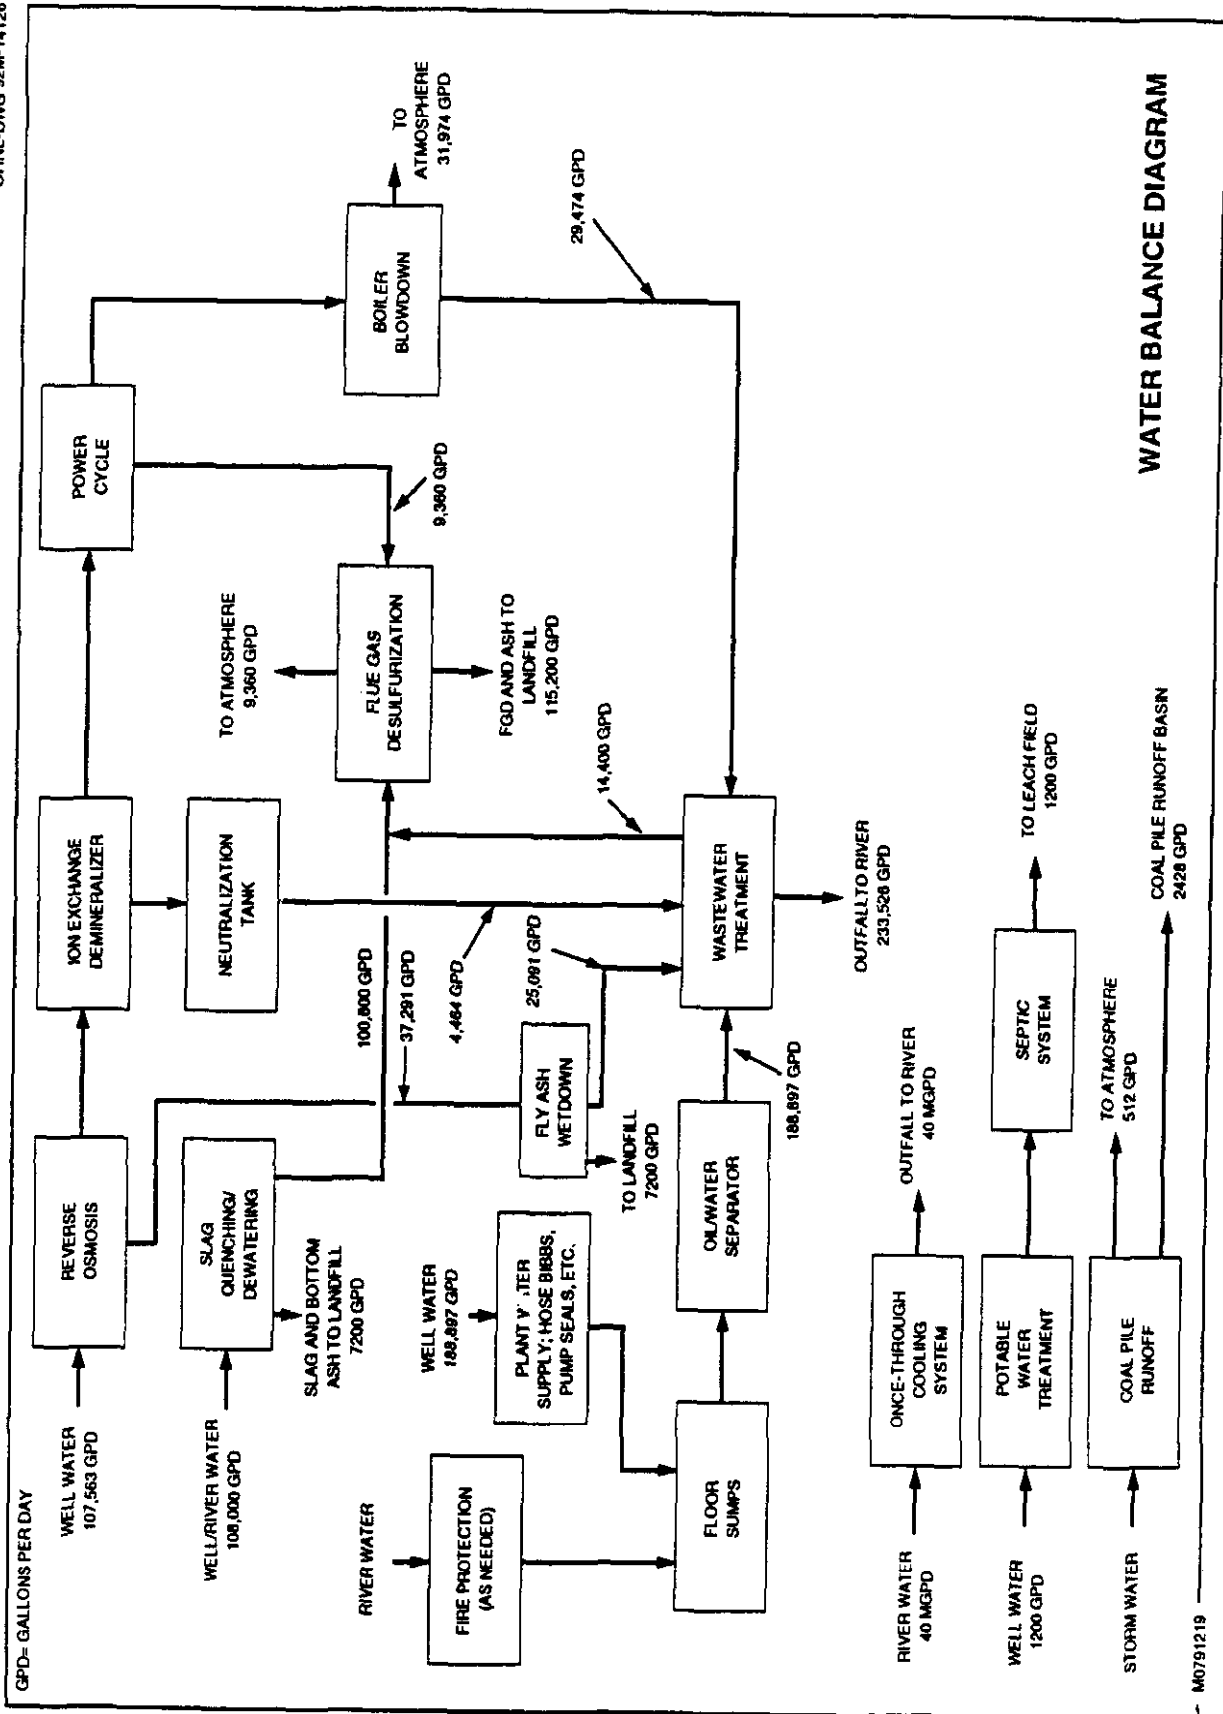 GPD= GALLONS PER DAY
WELL WATER
107,563 GPD
REVERSE
OSMOSIS
ION EXCHANGE
DEMINERALIZER
POWER
CYCLE
WELL/RIVER WATER
108,000 GPD
SLAG
QUENCHING/
DEWATERING
NEUTRALIZATION
TANK
SLAG AND BOTTOM
ASH TO LANDFILL
7200 GPD
TO ATMOSPHERE
9,360 GPD
FLUE GAS
DESULFURIZATION
BOILER
BLOWDOWN
TO
ATMOSPHERE
31,974 GPD
100,800 GPD
37,291 GPD
9,360 GPD
4,464 GPD
FGD AND ASH TO
LANDFILL
115,200 GPD
RIVER WATER
FIRE PROTECTION
(AS NEEDED)
WELL WATER
188,897 GPD
PLANT
SUPPLY; HOSE BIBBS,
PUMP SEALS, ETC.
FLY ASH
WETDOWN
25,091 GPD
14,400 GPD
29,474 GPD
TO LANDFILL
7200 GPD
FLOOR
SUMPS
OIL/WATER
SEPARATOR
188,897 GPD
WASTEWATER
TREATMENT
OUTFALL TO RIVER
233,526 GPD
RIVER WATER
40 MGPD
ONCE-THROUGH
COOLING
SYSTEM
OUTFALL TO RIVER
40 MGPD
WELL WATER
1200 GPD
POTABLE
WATER
TREATMENT
SEPTIC
SYSTEM
TO LEACH FIELD
1200 GPD
STORM WATER
COAL PILE
RUNOFF
TO ATMOSPHERE
512 GPD
COAL PILE RUNOFF BASIN
2428 GPD
WATER BALANCE DIAGRAM
M0791219